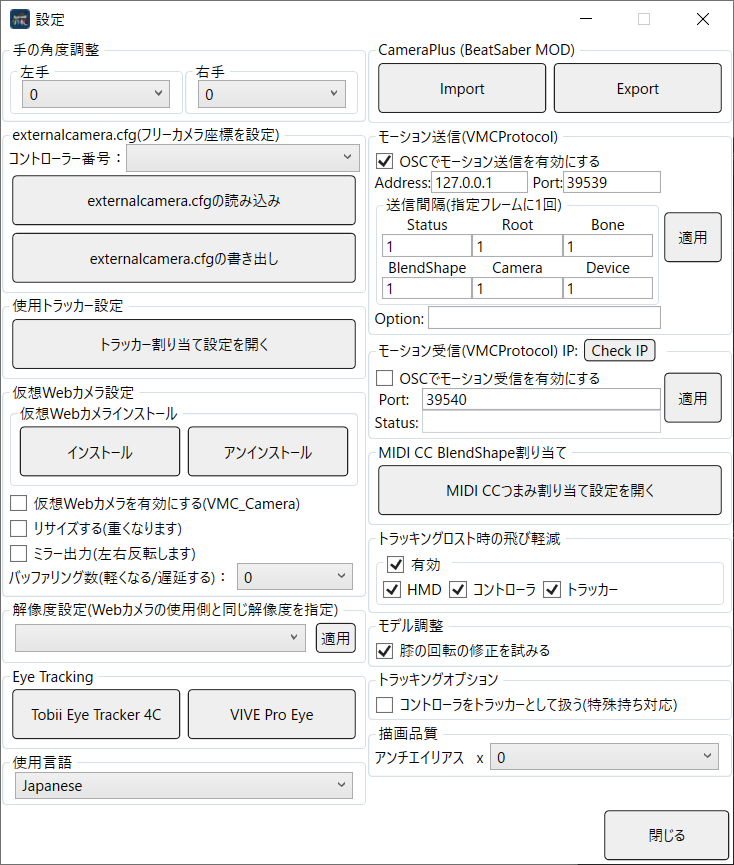 設定
手の角度調整
左手
右手
0
0
externalcamera.cfg(フリーカメラ座標を設定)
コントローラー番号：
externalcamera.cfgの読み込み
externalcamera.cfgの書き出し
使用トラッカー設定
トラッカー割り当て設定を開く
仮想Webカメラ設定
仮想Webカメラインストール
インストール
アンインストール
仮想Webカメラを有効にする(VMC_Camera)
リサイズする(重くなります)
ミラー出力(左右反転します)
バッファリング数(軽くなる/遅延する)：
0
解像度設定(Webカメラの使用側と同じ解像度を指定)
適用
Eye Tracking
Tobii Eye Tracker 4C
VIVE Pro Eye
使用言語
Japanese
CameraPlus (BeatSaber MOD)
Import
Export
モーション送信(VMCProtocol)
OSCでモーション送信を有効にする
Address: 127.0.0.1 Port: 39539
送信間隔(指定フレームに1回)
Status Root Bone
1 1 1
BlendShape Camera Device
1 1 1
適用
Option:
モーション受信(VMCProtocol) IP: Check IP
OSCでモーション受信を有効にする
Port: 39540
Status:
適用
MIDI CC BlendShape割り当て
MIDI CCつまみ割り当て設定を開く
トラッキングロスト時の飛び軽減
有効
HMD コントローラ トラッカー
モデル調整
膝の回転の修正を試みる
トラッキングオプション
コントローラをトラッカーとして扱う(特殊持ち対応)
描画品質
アンチエイリアス x 0
閉じる